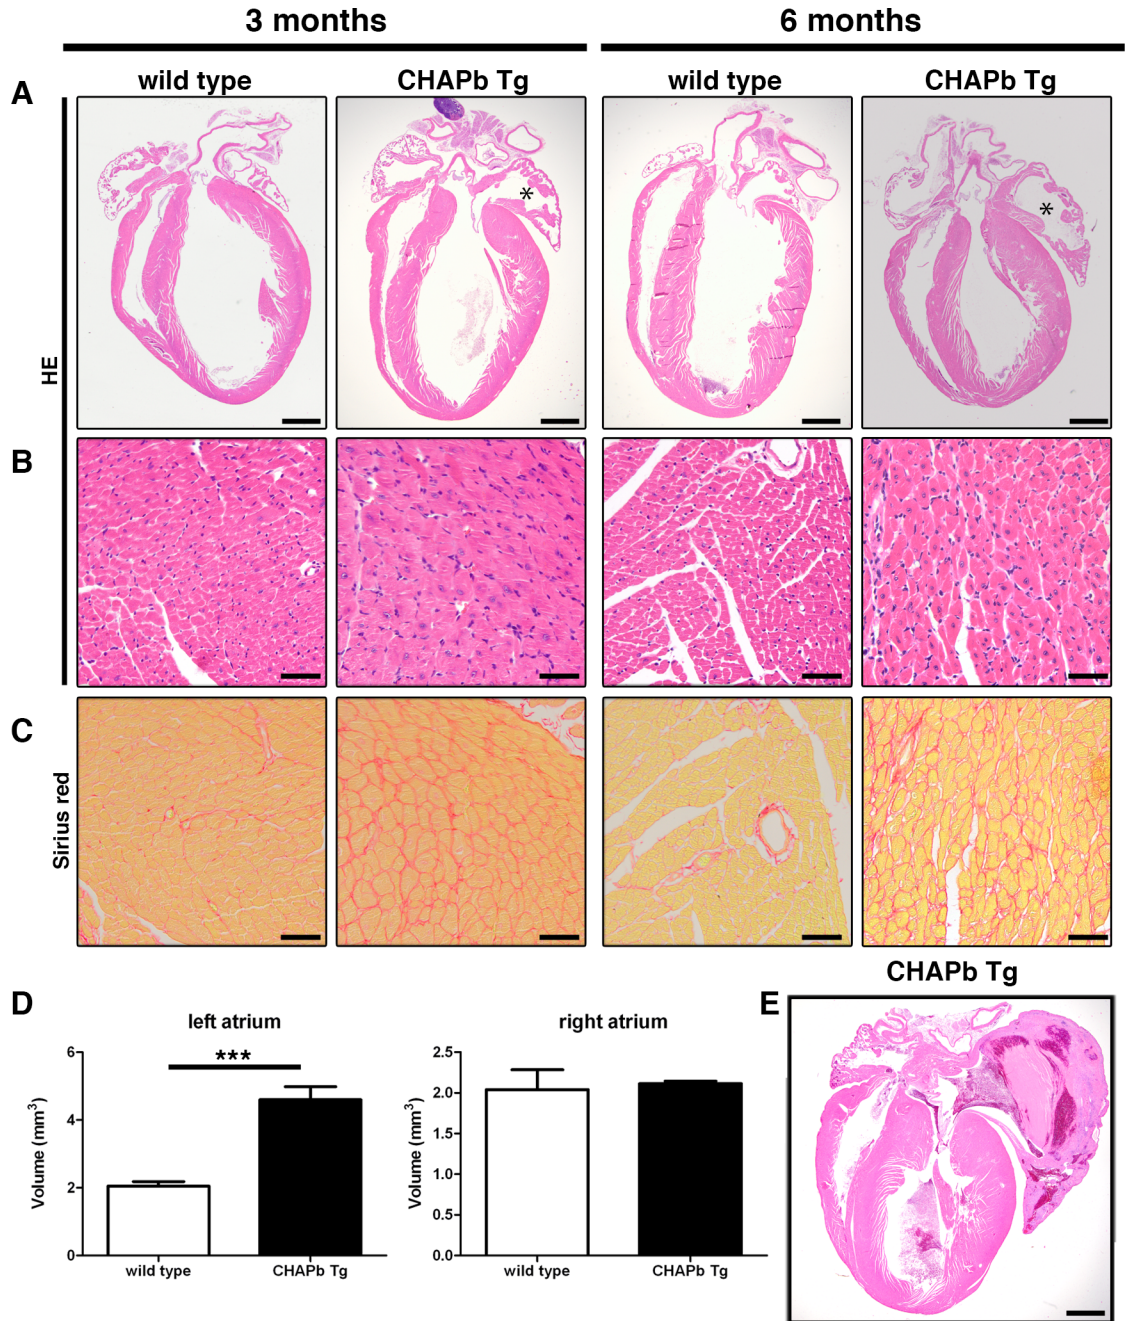 3 months
6 months
wild type
CHAPb Tg
wild type
CHAPb Tg
A
*
*
HE
B
C
Sirius red
CHAPb Tg
D
E
left atrium
right atrium
***
Volume (mm³)
6
4
2
0
wild type
CHAPb Tg
Volume (mm³)
2.5
2.0
1.5
1.0
0.5
0.0
wild type
CHAPb Tg